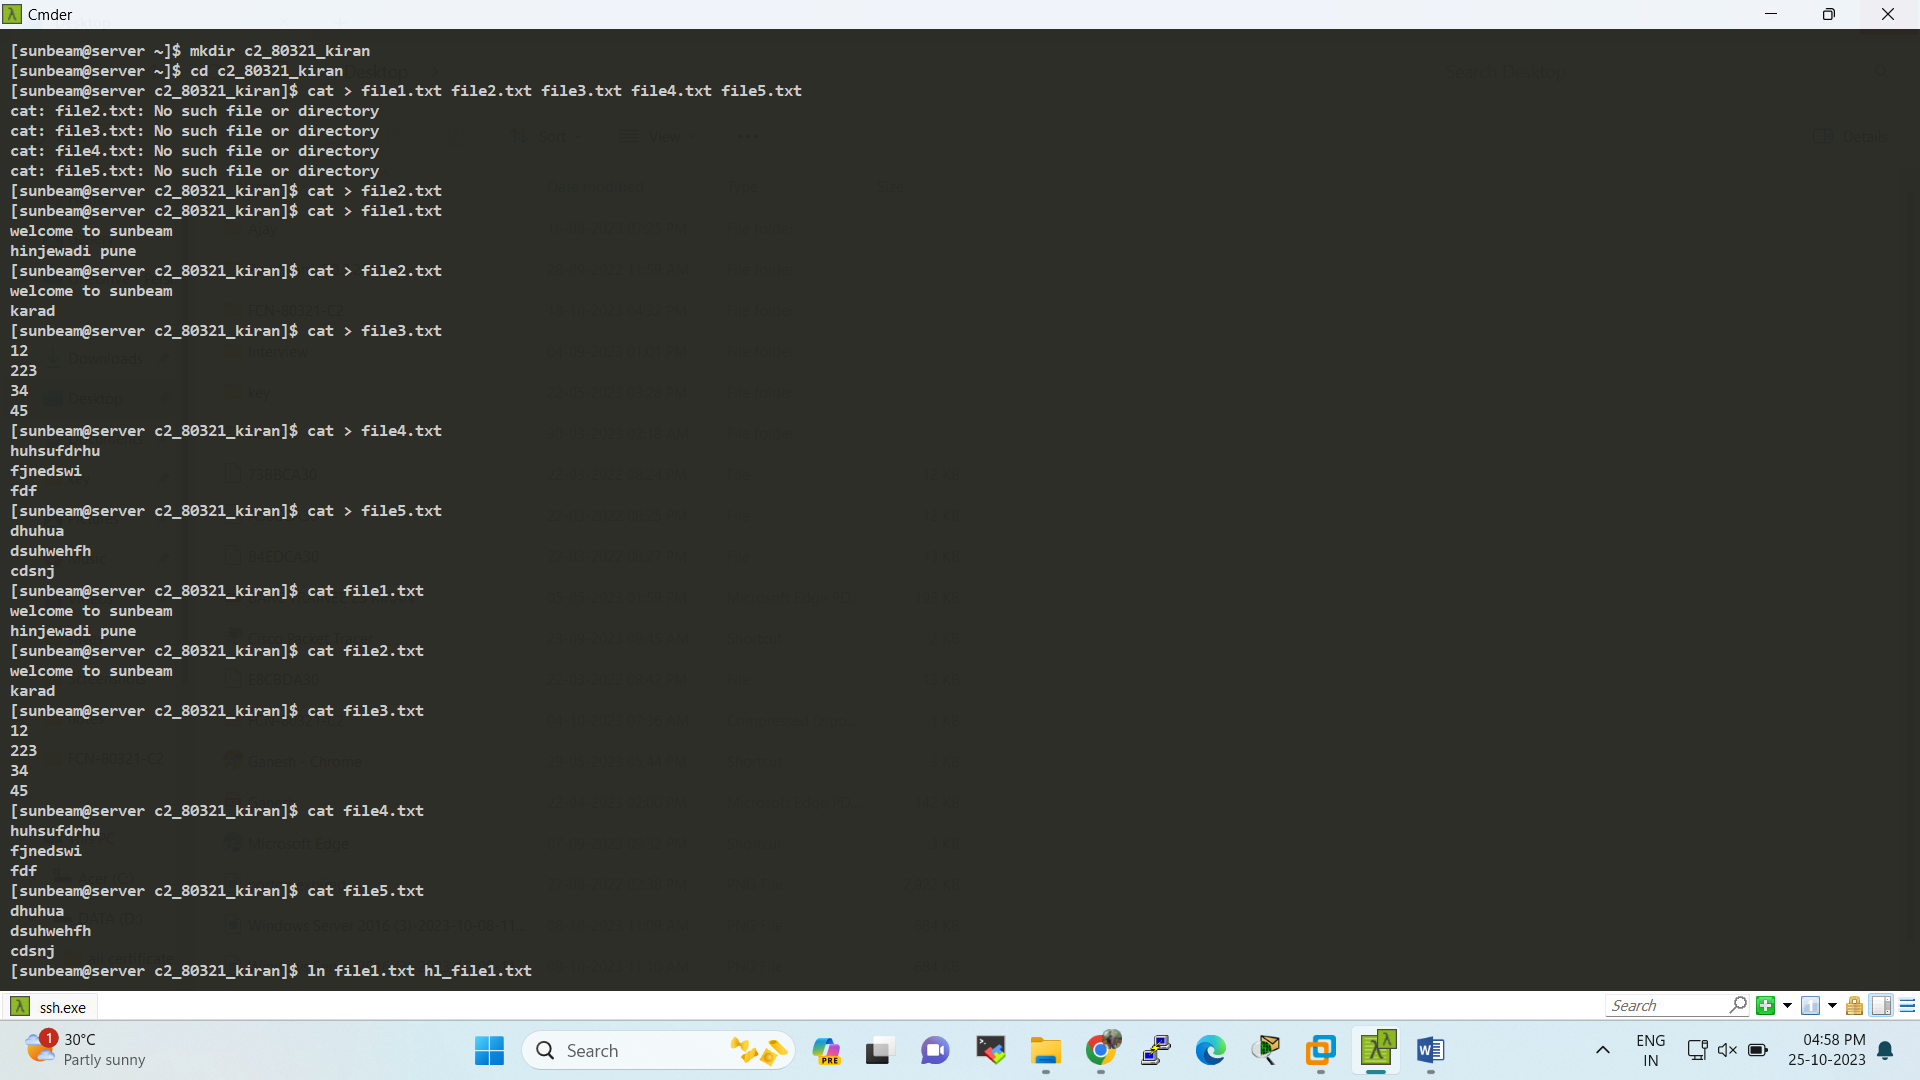 Cmder
[sunbeam@server ~]$ mkdir c2_80321_kiran
[sunbeam@server ~]$ cd c2_80321_kiran
[sunbeam@server c2_80321_kiran]$ cat > file1.txt file2.txt file3.txt file4.txt file5.txt
cat: file2.txt: No such file or directory
cat: file3.txt: No such file or directory
cat: file4.txt: No such file or directory
cat: file5.txt: No such file or directory
[sunbeam@server c2_80321_kiran]$ cat > file2.txt
[sunbeam@server c2_80321_kiran]$ cat > file1.txt
welcome to sunbeam
hinjewadi pune
[sunbeam@server c2_80321_kiran]$ cat > file2.txt
welcome to sunbeam
karad
[sunbeam@server c2_80321_kiran]$ cat > file3.txt
12
223
34
45
[sunbeam@server c2_80321_kiran]$ cat > file4.txt
huhsufdrhu
fjnedswi
fdf
[sunbeam@server c2_80321_kiran]$ cat > file5.txt
dhuhua
dsuhwehfh
cdsnj
[sunbeam@server c2_80321_kiran]$ cat file1.txt
welcome to sunbeam
hinjewadi pune
[sunbeam@server c2_80321_kiran]$ cat file2.txt
welcome to sunbeam
karad
[sunbeam@server c2_80321_kiran]$ cat file3.txt
12
223
34
45
[sunbeam@server c2_80321_kiran]$ cat file4.txt
huhsufdrhu
fjnedswi
fdf
[sunbeam@server c2_80321_kiran]$ cat file5.txt
dhuhua
dsuhwehfh
cdsnj
[sunbeam@server c2_80321_kiran]$ ln file1.txt hl_file1.txt
ssh.exe
Search
1
30°C
Partly sunny
Search
PRE
ENG
IN
04:58 PM
25-10-2023